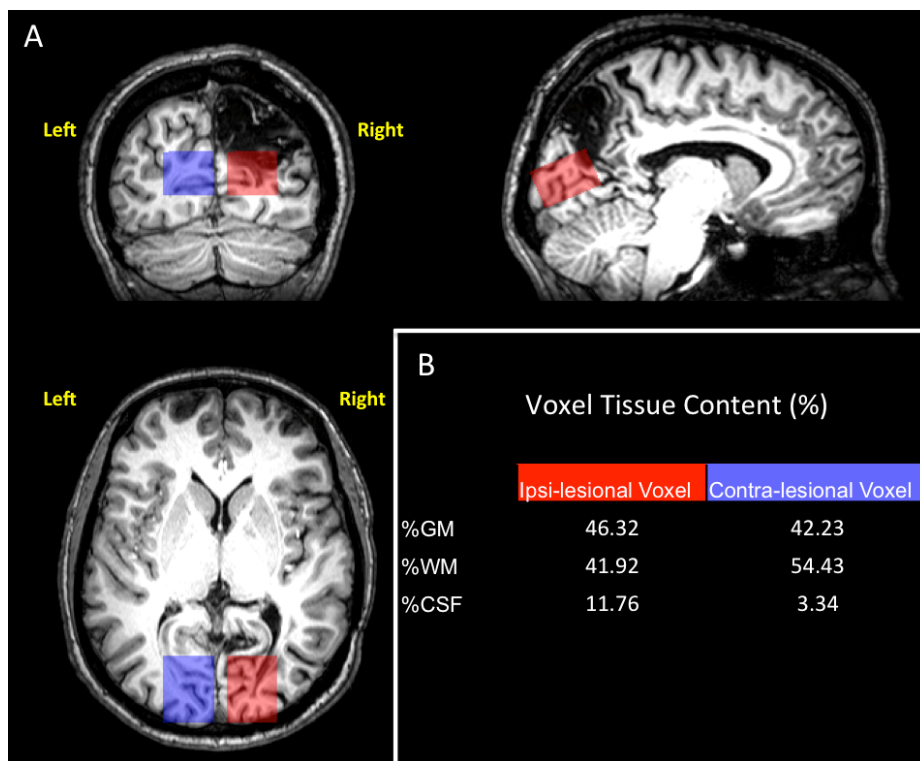 A
Left
Right
Left
Right
B
Voxel Tissue Content (%)
Ipsi-lesional Voxel Contra-lesional Voxel
%GM 46.32 42.23
%WM 41.92 54.43
%CSF 11.76 3.34